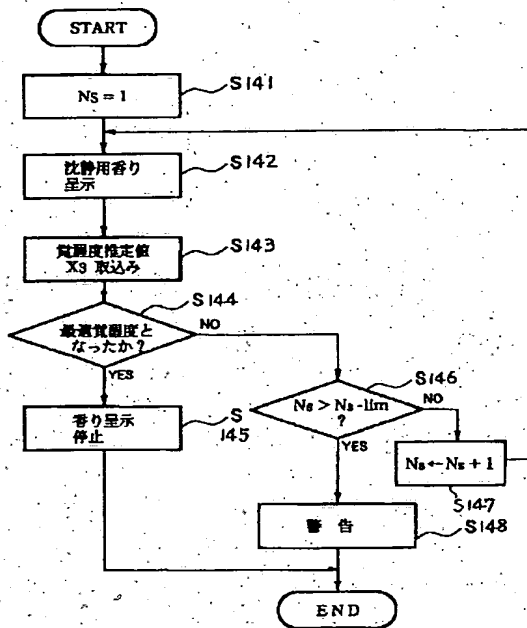 START
NS = 1
S141
沈静用香り
呈示
S142
覚醒度推定値
X3 取込み
S143
最適覚醒度と
なったか?
S144
NO
YES
香り呈示
停止
S
145
Ns > Ns-lim
?
S146
NO
YES
Ns ← Ns + 1
S147
警告
S148
END